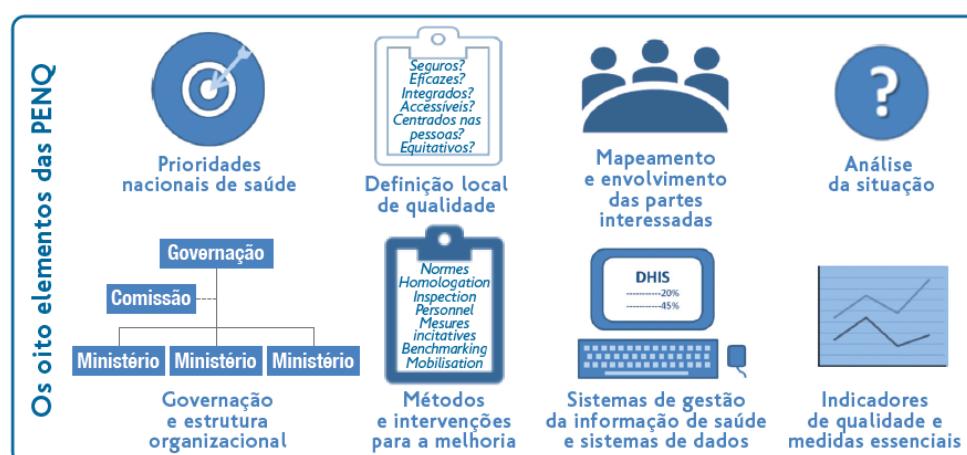 Os oito elementos das PENQ
Prioridades
nacionais de saúde
Seguros?
Eficazes?
Integrados?
Accessíveis?
Centrados nas
pessoas?
Equitativos?
Definição local
de qualidade
Mapeamento
e envolvimento
das partes
interessadas
?
Análise
da situação
Governação
Comissão
Ministério Ministério Ministério
Governação
e estrutura
organizacional
Normes
Homologation
Inspection
Personnel
Mesures
incitatives
Benchmarking
Mobilisation
Métodos
e intervenções
para a melhoria
DHIS
-----------20%
-----------45%
Sistemas de gestão
da informação de saúde
e sistemas de dados
Indicadores
de qualidade e
medidas essenciais